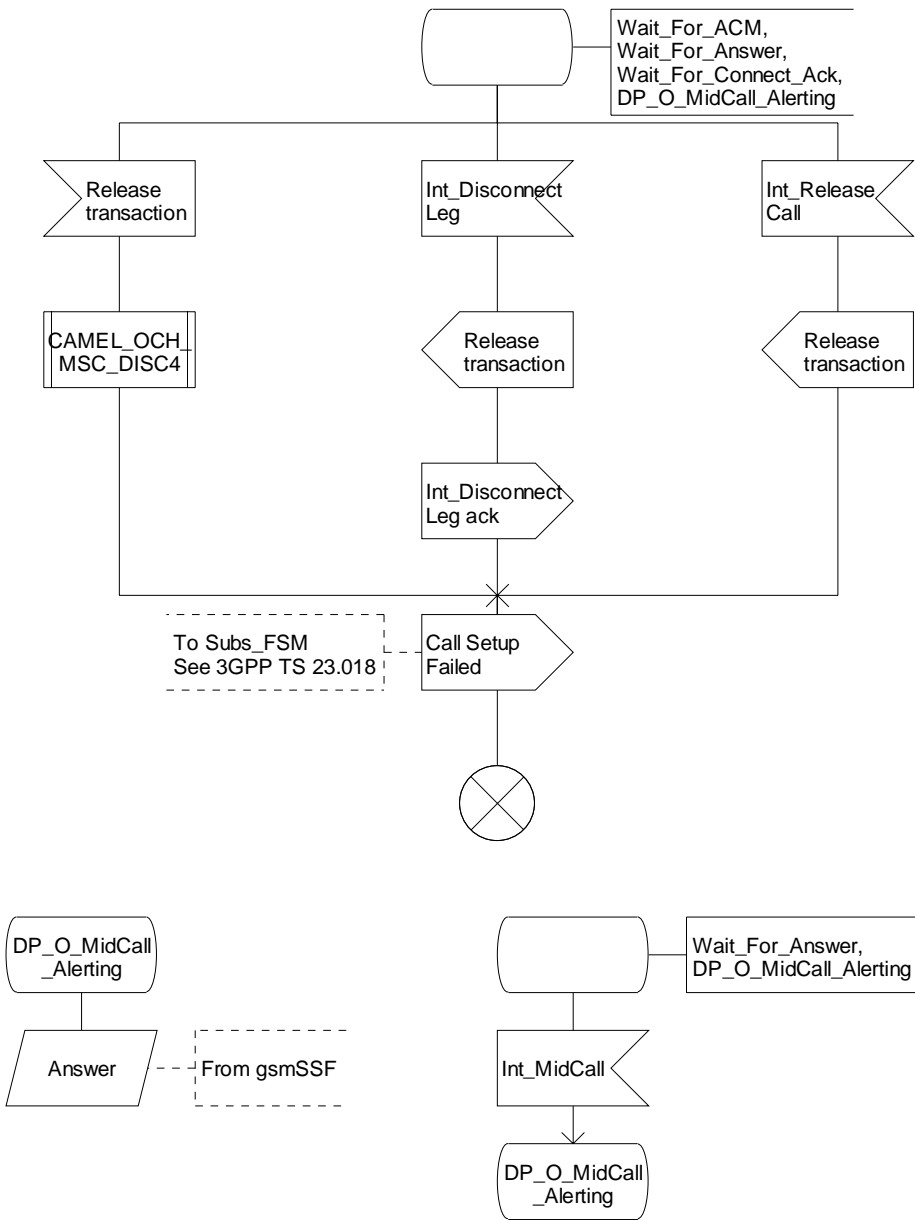 Wait_For_ACM,
Wait_For_Answer,
Wait_For_Connect_Ack,
DP_O_MidCall_Alerting
Release
transaction
Int_Disconnect
Leg
Int_Release
Call
CAMEL_OCH_
MSC_DISC4
Release
transaction
Release
transaction
Int_Disconnect
Leg ack
To Subs_FSM
See 3GPP TS 23.018
Call Setup
Failed
DP_O_MidCall
_Alerting
Wait_For_Answer,
DP_O_MidCall_Alerting
Answer
From gsmSSF
Int_MidCall
DP_O_MidCall
_Alerting